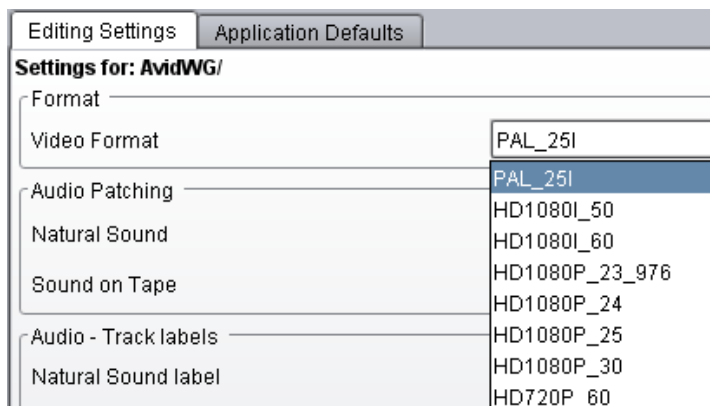 Editing Settings Application Defaults
Settings for: AvidWG/
Format
Video Format PAL_25I
PAL_25I
HD1080I_50
Audio Patching
Natural Sound
HD1080I_60
HD1080P_23_976
Sound on Tape
HD1080P_24
HD1080P_25
Audio - Track labels
HD1080P_30
Natural Sound label
HD720P_60